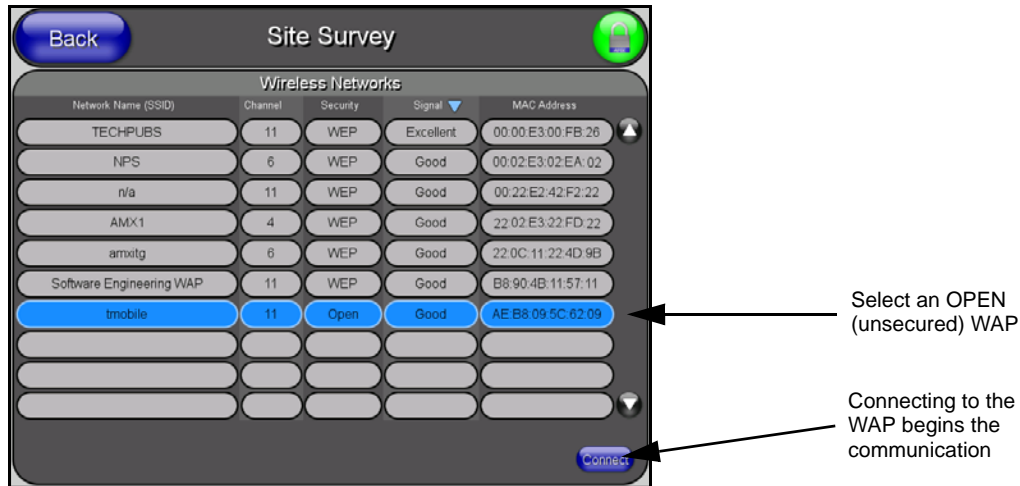 Back
Site Survey
Wireless Networks
Network Name (SSID) Channel Security Signal MAC Address
TECHPUBS 11 WEP Excellent 00:00:E3:00:FB:26
NPS 6 WEP Good 00:02:E3:02:EA:02
n/a 11 WEP Good 00:22:E2:42:F2:22
AMX1 4 WEP Good 22:02:E3:22:FD:22
amxitg 6 WEP Good 22:0C:11:22:4D:9B
Software Engineering WAP 11 WEP Good B8:90:4B:11:57:11
tmobile 11 Open Good AE:B8:09:5C:62:09
Select an OPEN
(unsecured) WAP
Connecting to the
WAP begins the
communication
Connect